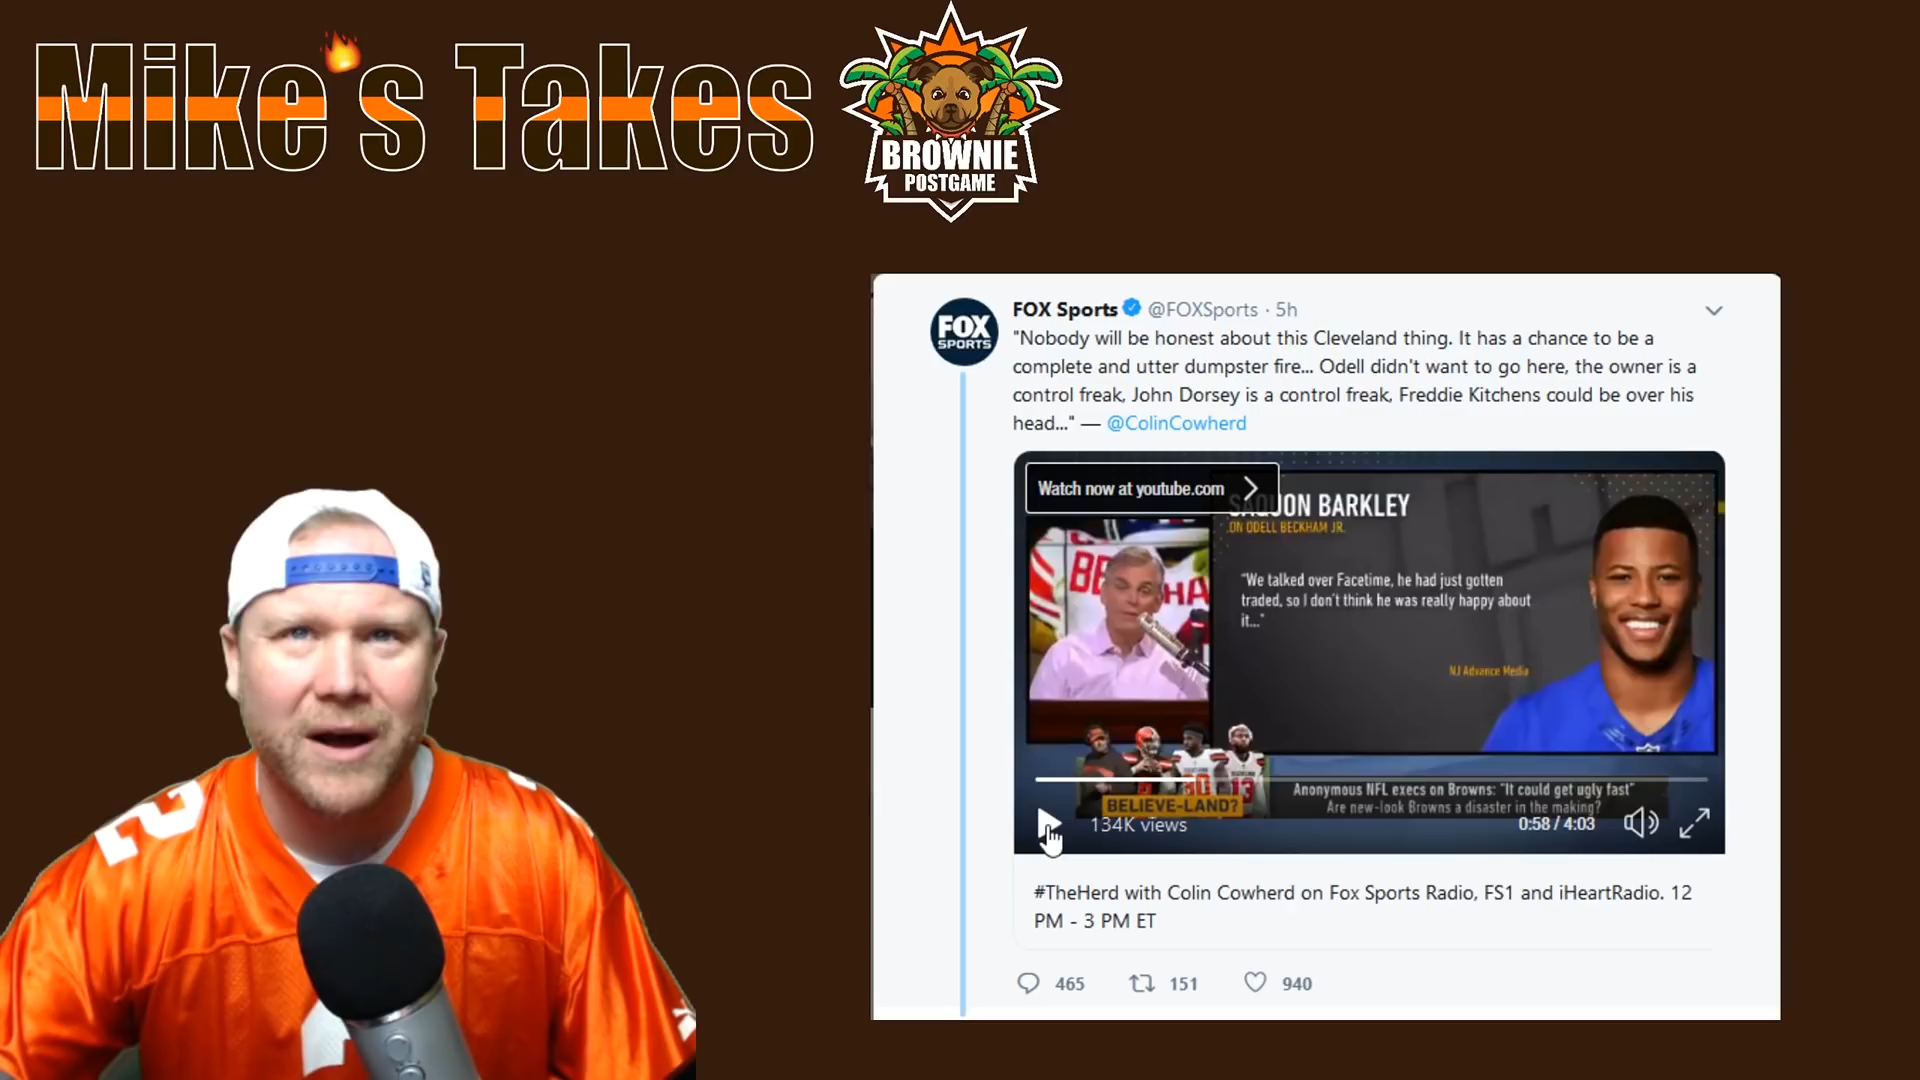 Mike's Takes
BROWNIE
POSTGAME
FOX
SPORTS
FOX Sports @FOXSports · 5h
"Nobody will be honest about this Cleveland thing. It has a chance to be a
complete and utter dumpster fire... Odell didn't want to go here, the owner is a
control freak, John Dorsey is a control freak, Freddie Kitchens could be over his
head..." — @ColinCowherd
Watch now at youtube.com
SAQUON BARKLEY
ON ODELL BECKHAM JR.
"We talked over Facetime, he had just gotten
traded, so I don't think he was really happy about
it..."
NJ Advance Media
BELIEVE-LAND?
Anonymous NFL execs on Browns: "It could get ugly fast"
Are new-look Browns a disaster in the making?
134K views
0:58 / 4:03
#TheHerd with Colin Cowherd on Fox Sports Radio, FS1 and iHeartRadio. 12
PM - 3 PM ET
465
151
940
2